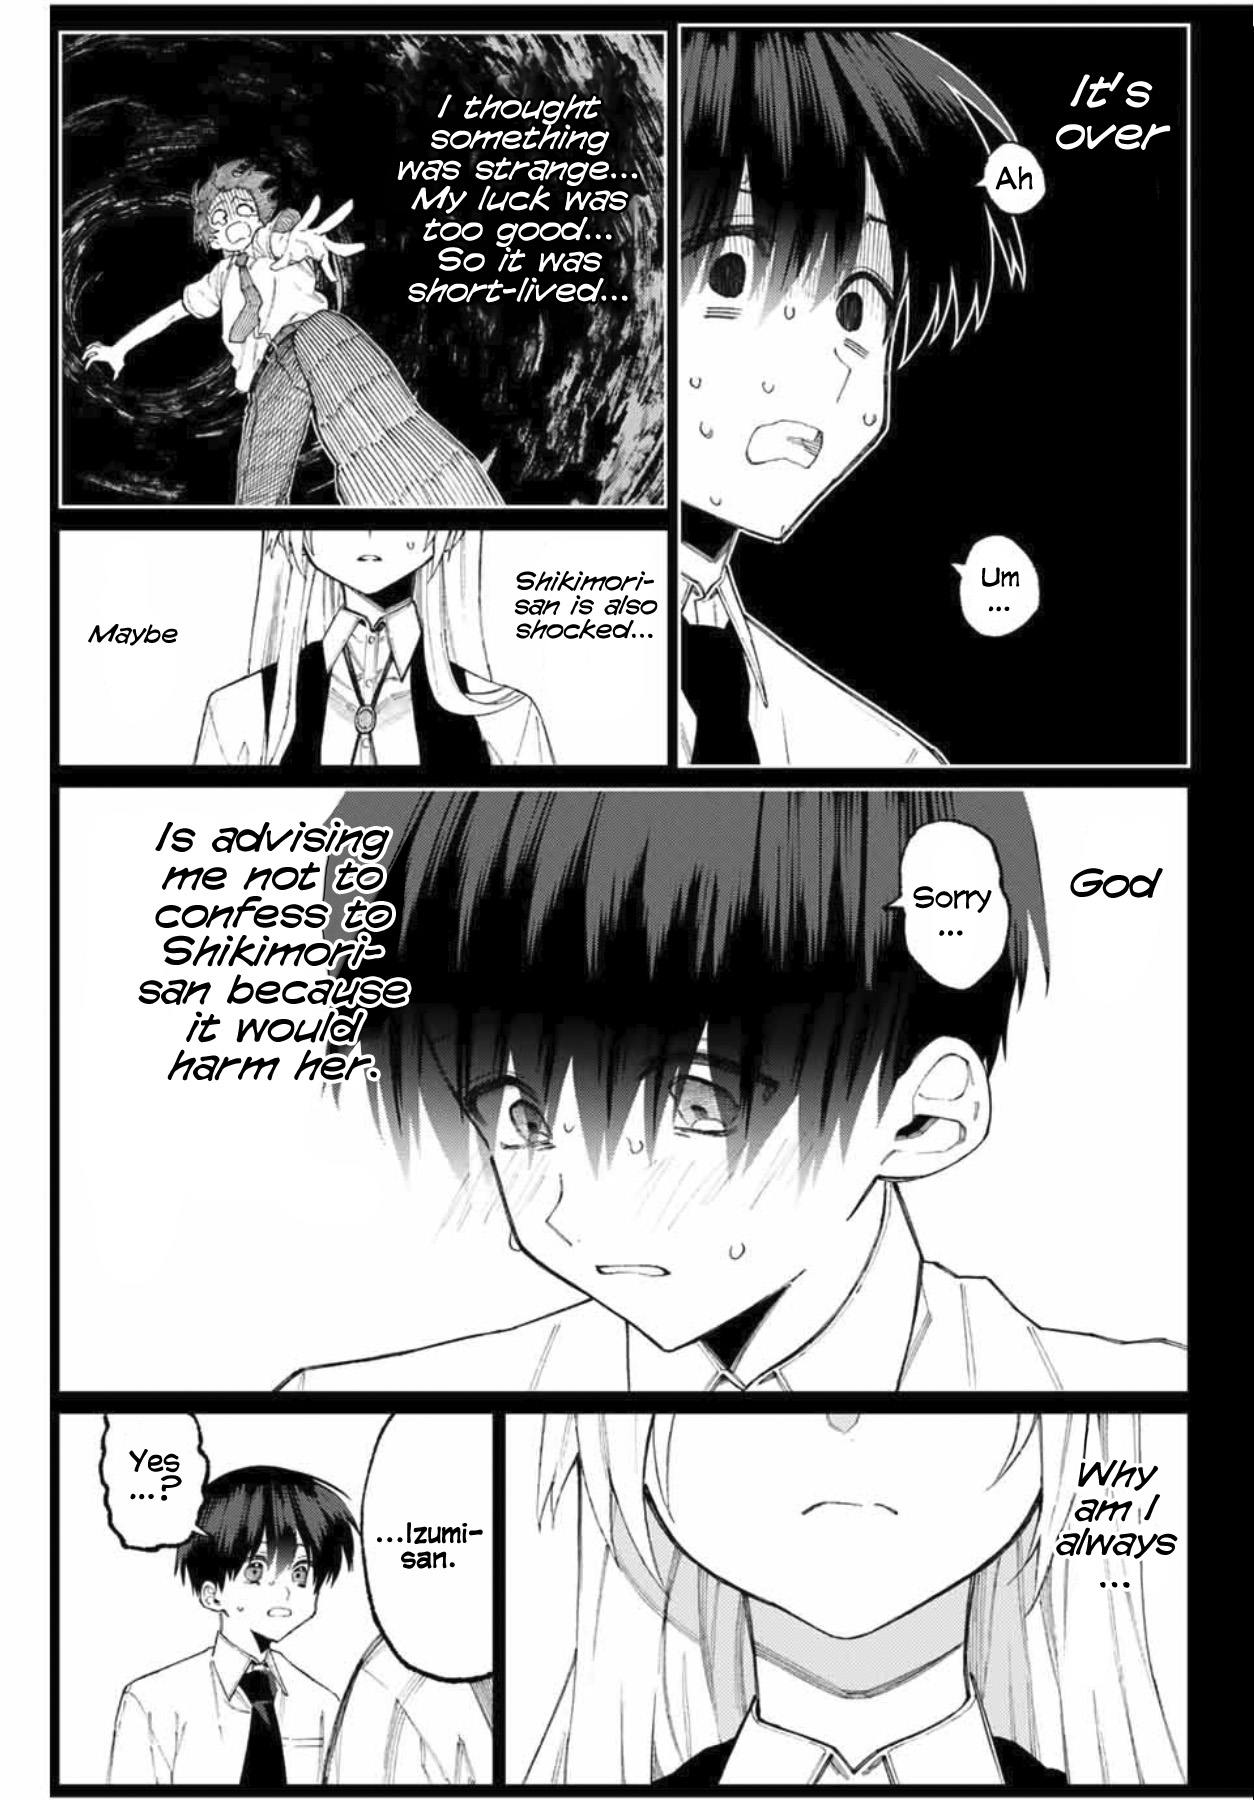 It's
over
Ah
Um
...
I thought
something
was strange...
My luck was
too good...
So it was
short-lived...
Shikimori-
san is also
shocked...
Maybe
God
Sorry
...
Is advising
me not to
confess to
Shikimori-
san because
it would
harm her.
Why
am I
always
...
...Izumi-
san.
Yes
...?